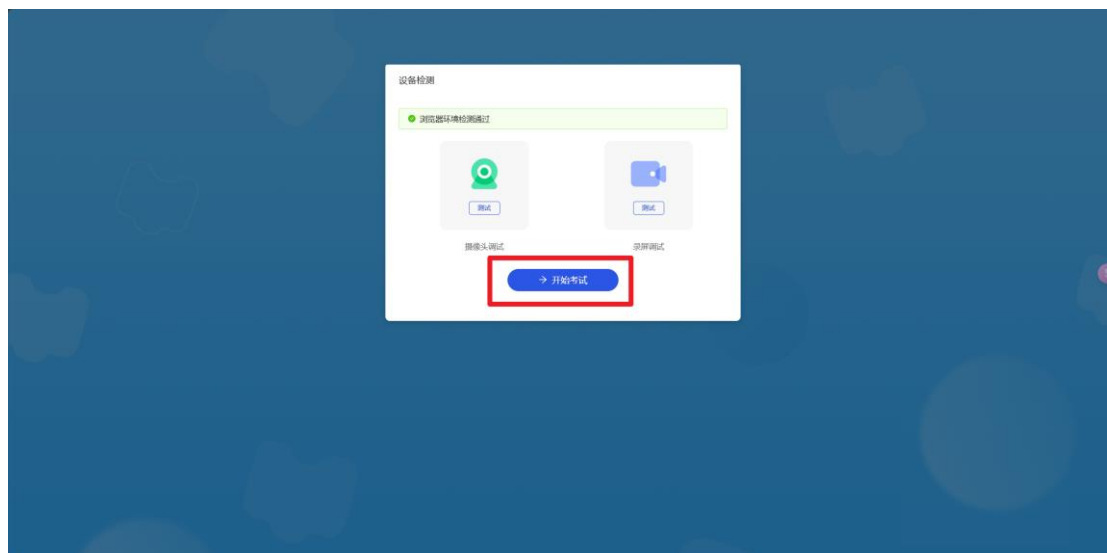 设备检测
浏览器环境检测通过
测试
测试
摄像头调试
录屏调试
→ 开始考试